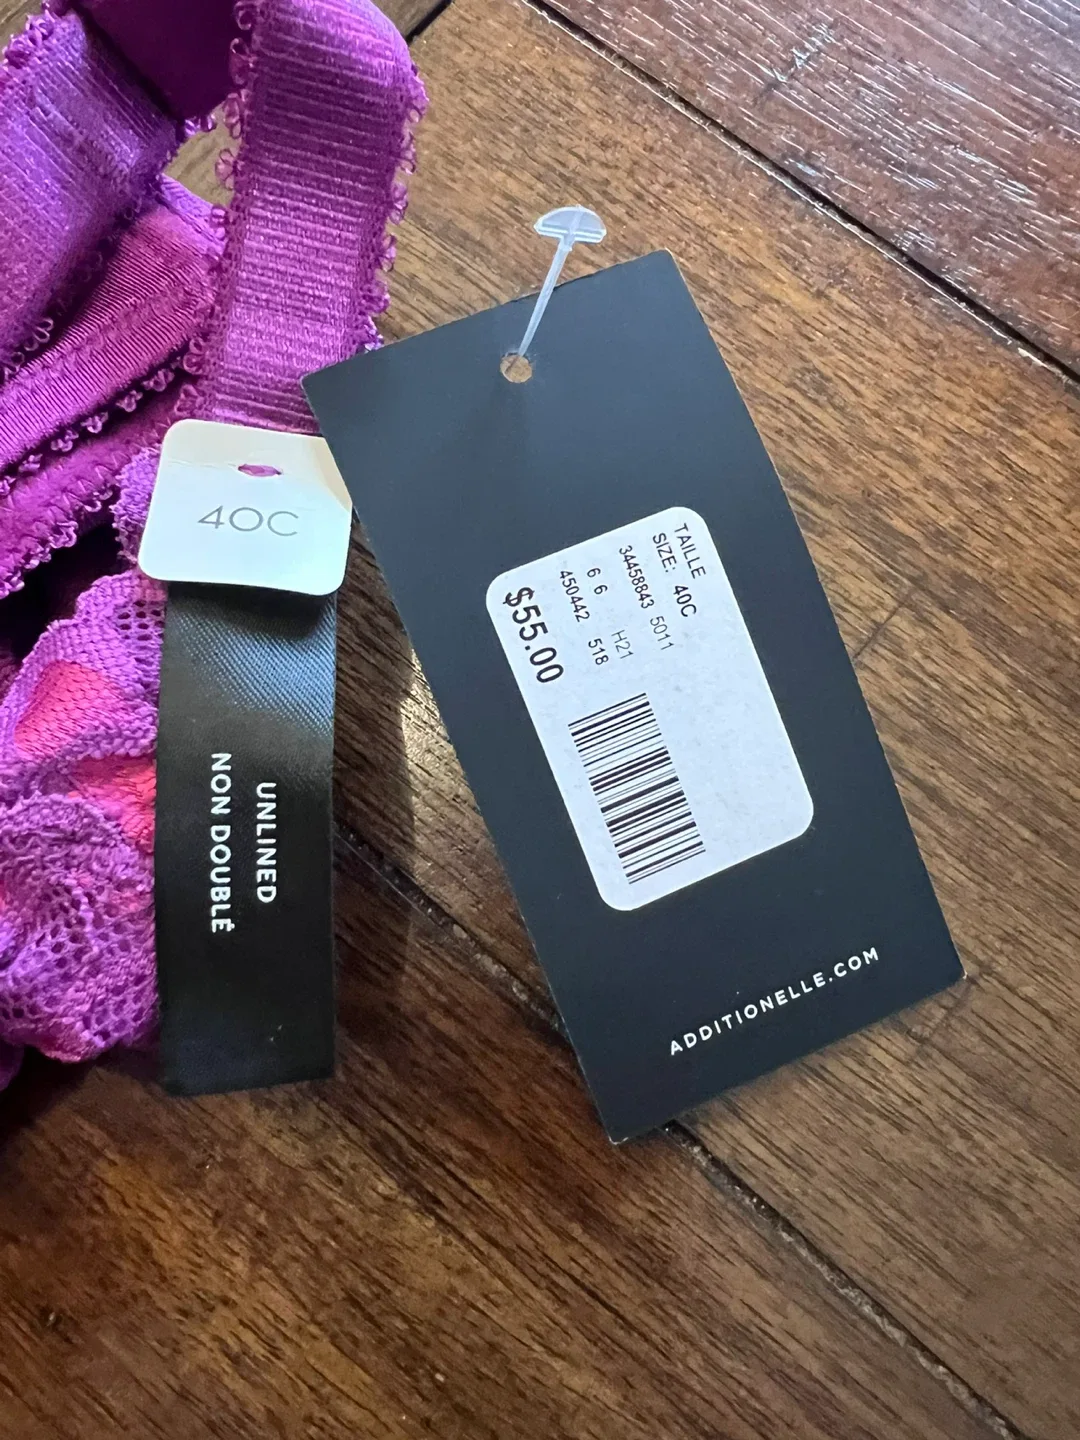 40C
UNLINED
NON DOUBLÉ
TAILLE
SIZE: 40C
34458843 5011
6 6 H21
450442 518
$55.00
ADDITIONELLE.COM